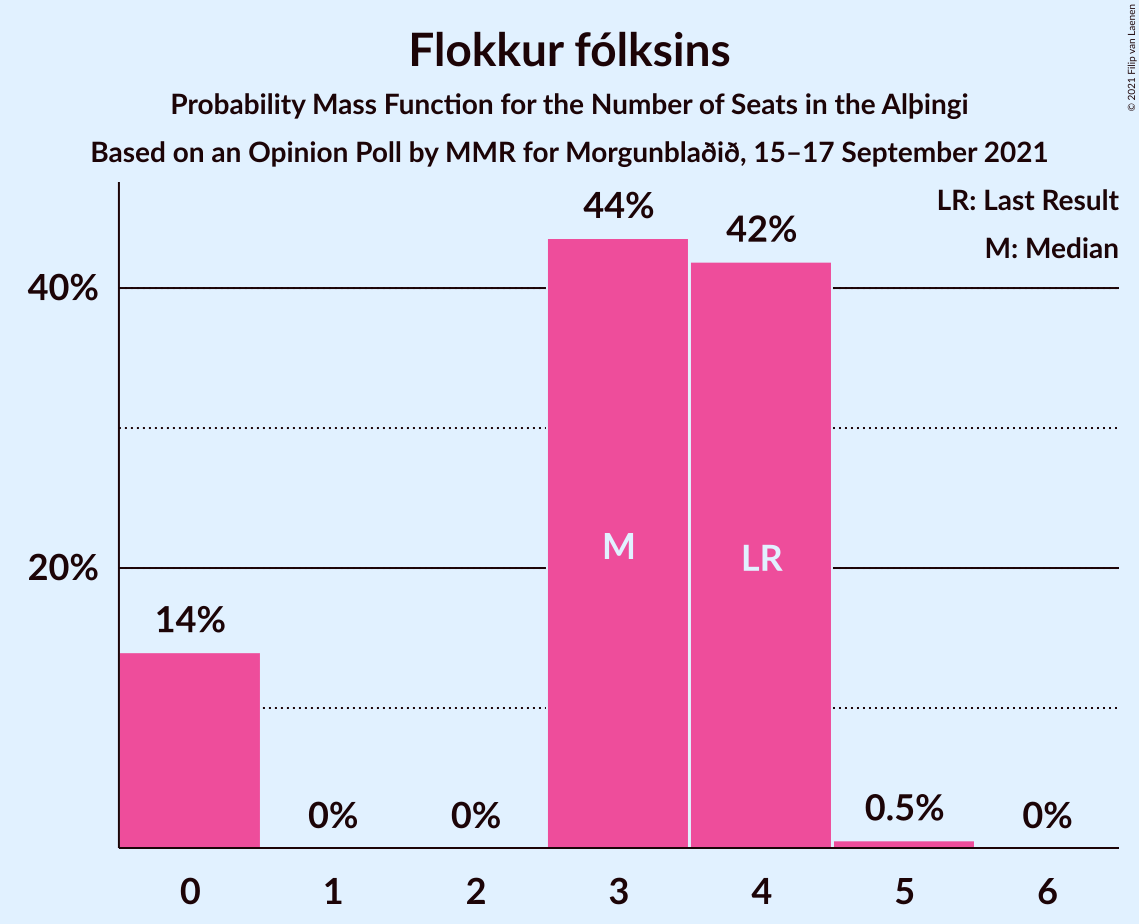 Flokkur fólksins
Probability Mass Function for the Number of Seats in the Alþingi
Based on an Opinion Poll by MMR for Morgunblaðið, 15–17 September 2021
© 2021 Filip van Laenen
LR: Last Result
M: Median
44%
42%
40%
M
LR
20%
14%
0%
0%
0.5%
0%
0 1 2 3 4 5 6